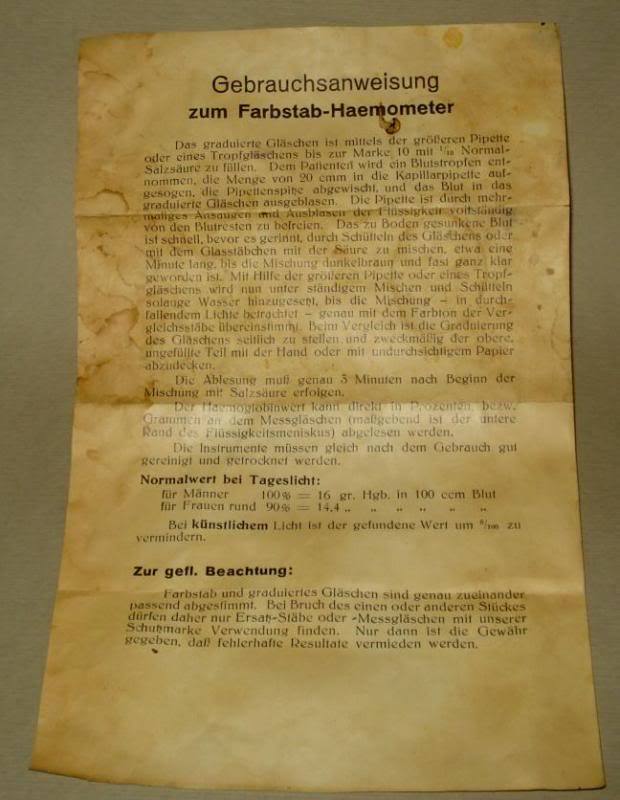 Gebrauchsanweisung
zum Farbstab-Haemometer
Das graduierte Gläschen ist mittels der größeren Pipette
oder eines Tropfgläschens bis zur Marke 10 mit 1/10 Normal-
Salzsäure zu füllen. Dem Patienten wird ein Blutstropfen ent-
nommen, die Menge von 20 cmm in die Kapillarpipette auf-
gesogen, die Pipettenspitze abgewischt, und das Blut in das
graduierte Gläschen ausgeblasen. Die Pipette ist durch mehr-
maliges Ansaugen und Ausblasen der Flüssigkeit vollständig
von den Blutresten zu befreien. Das zu Boden gesunkene Blut
ist schnell, bevor es gerinnt, durch Schütteln des Gläschens oder
mit dem Glasstäbchen mit der Säure zu mischen, etwa eine
Minute lang, bis die Mischung dunkelbraun und fast ganz klar
geworden ist. Mit Hilfe der größeren Pipette oder eines Tropf-
gläschens wird nun unter ständigem Mischen und Schütteln
solange Wasser hinzugesetzt, bis die Mischung – in durch-
fallendem Lichte betrachtet – genau mit dem Farbton der Ver-
gleichsstäbe übereinstimmt. Beim Vergleich ist die Graduierung
des Gläschens seitlich zu stellen und zweckmäßig der obere,
ungefüllte Teil mit der Hand oder mit undurchsichtigem Papier
abzudecken.
Die Ablesung muß genau 3 Minuten nach Beginn der
Mischung mit Salzsäure erfolgen.
Der Haemoglobinwert kann direkt in Prozenten, bezw.
Grammen an dem Messgläschen (maßgebend ist der untere
Rand des Flüssigkeitsmeniskus) abgelesen werden.
Die Instrumente müssen gleich nach dem Gebrauch gut
gereinigt und getrocknet werden.
Normalwert bei Tageslicht:
für Männer 100% = 16 gr. Hgb. in 100 ccm Blut
für Frauen rund 90% = 14,4 „ „ „ „ „ „
Bei künstlichem Licht ist der gefundene Wert um /100 zu
vermindern.
Zur gefl. Beachtung:
Farbstab und graduiertes Gläschen sind genau zueinander
passend abgestimmt. Bei Bruch des einen oder anderen Stückes
dürfen daher nur Ersatz-Stäbe oder -Messgläschen mit unserer
Schutzmarke Verwendung finden. Nur dann ist die Gewähr
gegeben, daß fehlerhafte Resultate vermieden werden.